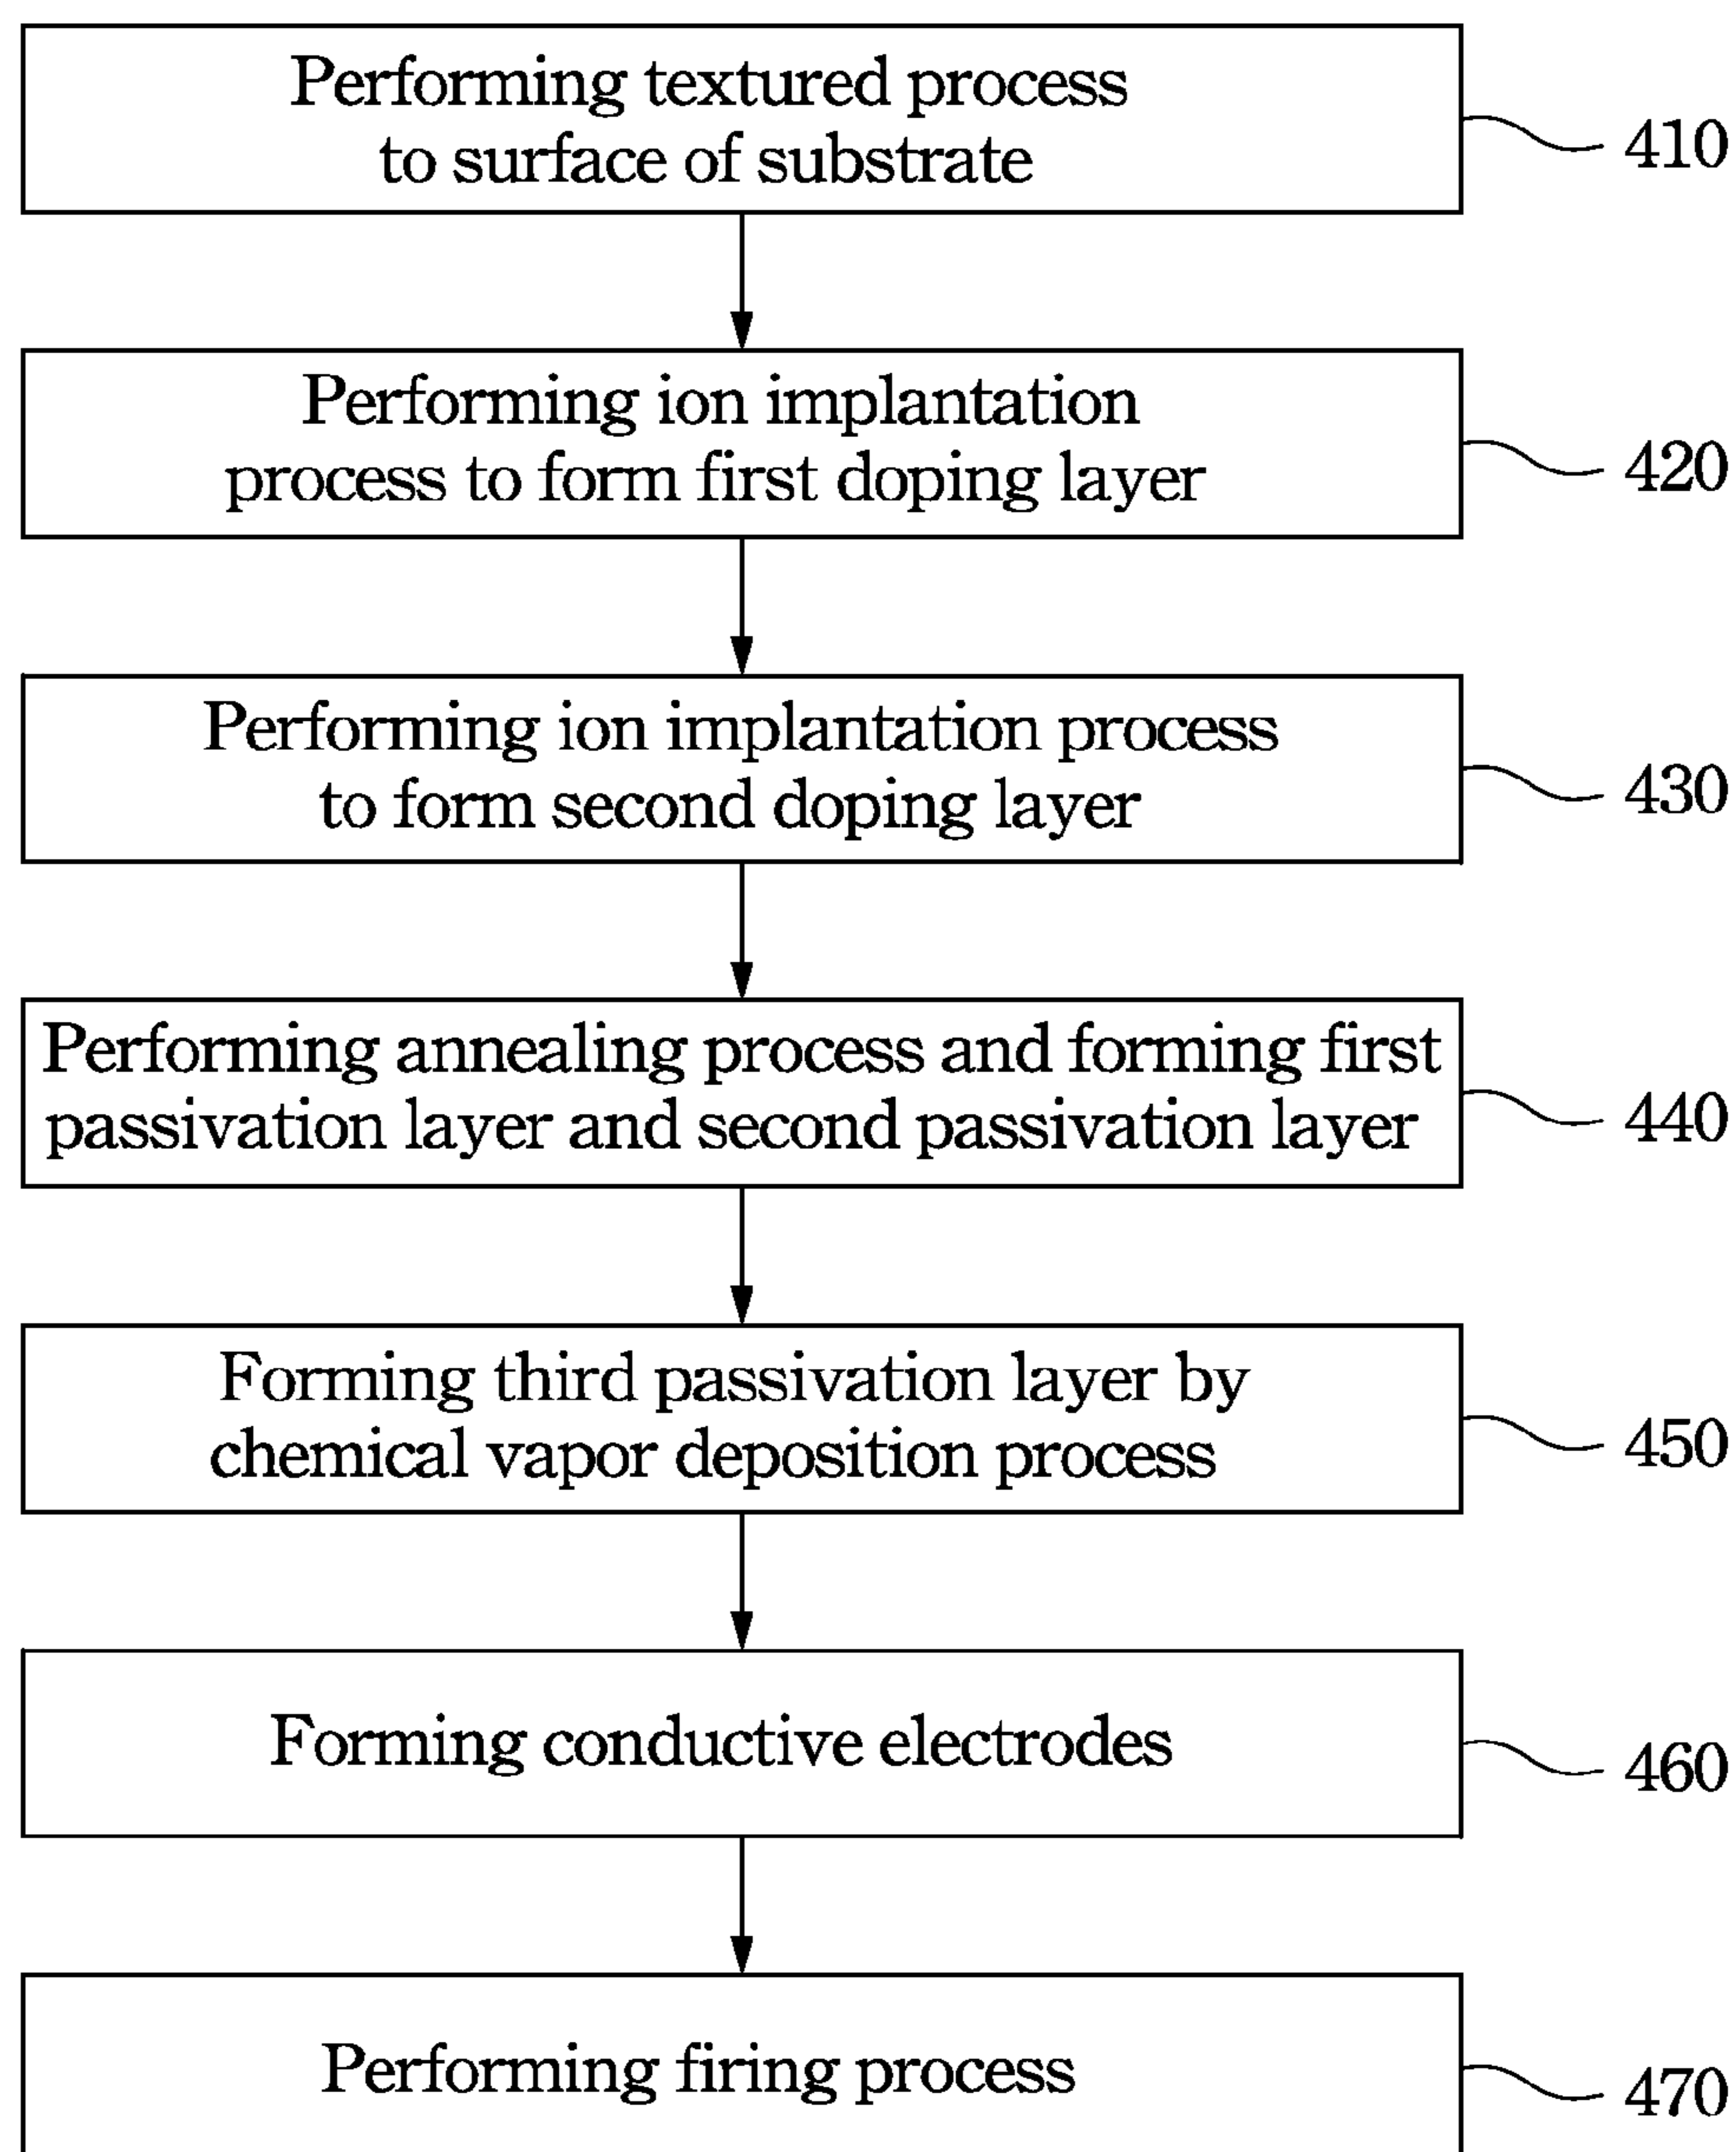 Performing textured process
to surface of substrate
410
Performing ion implantation
process to form first doping layer
420
Performing ion implantation process
to form second doping layer
430
Performing annealing process and forming first
passivation layer and second passivation layer
440
Forming third passivation layer by
chemical vapor deposition process
450
Forming conductive electrodes
460
Performing firing process
470